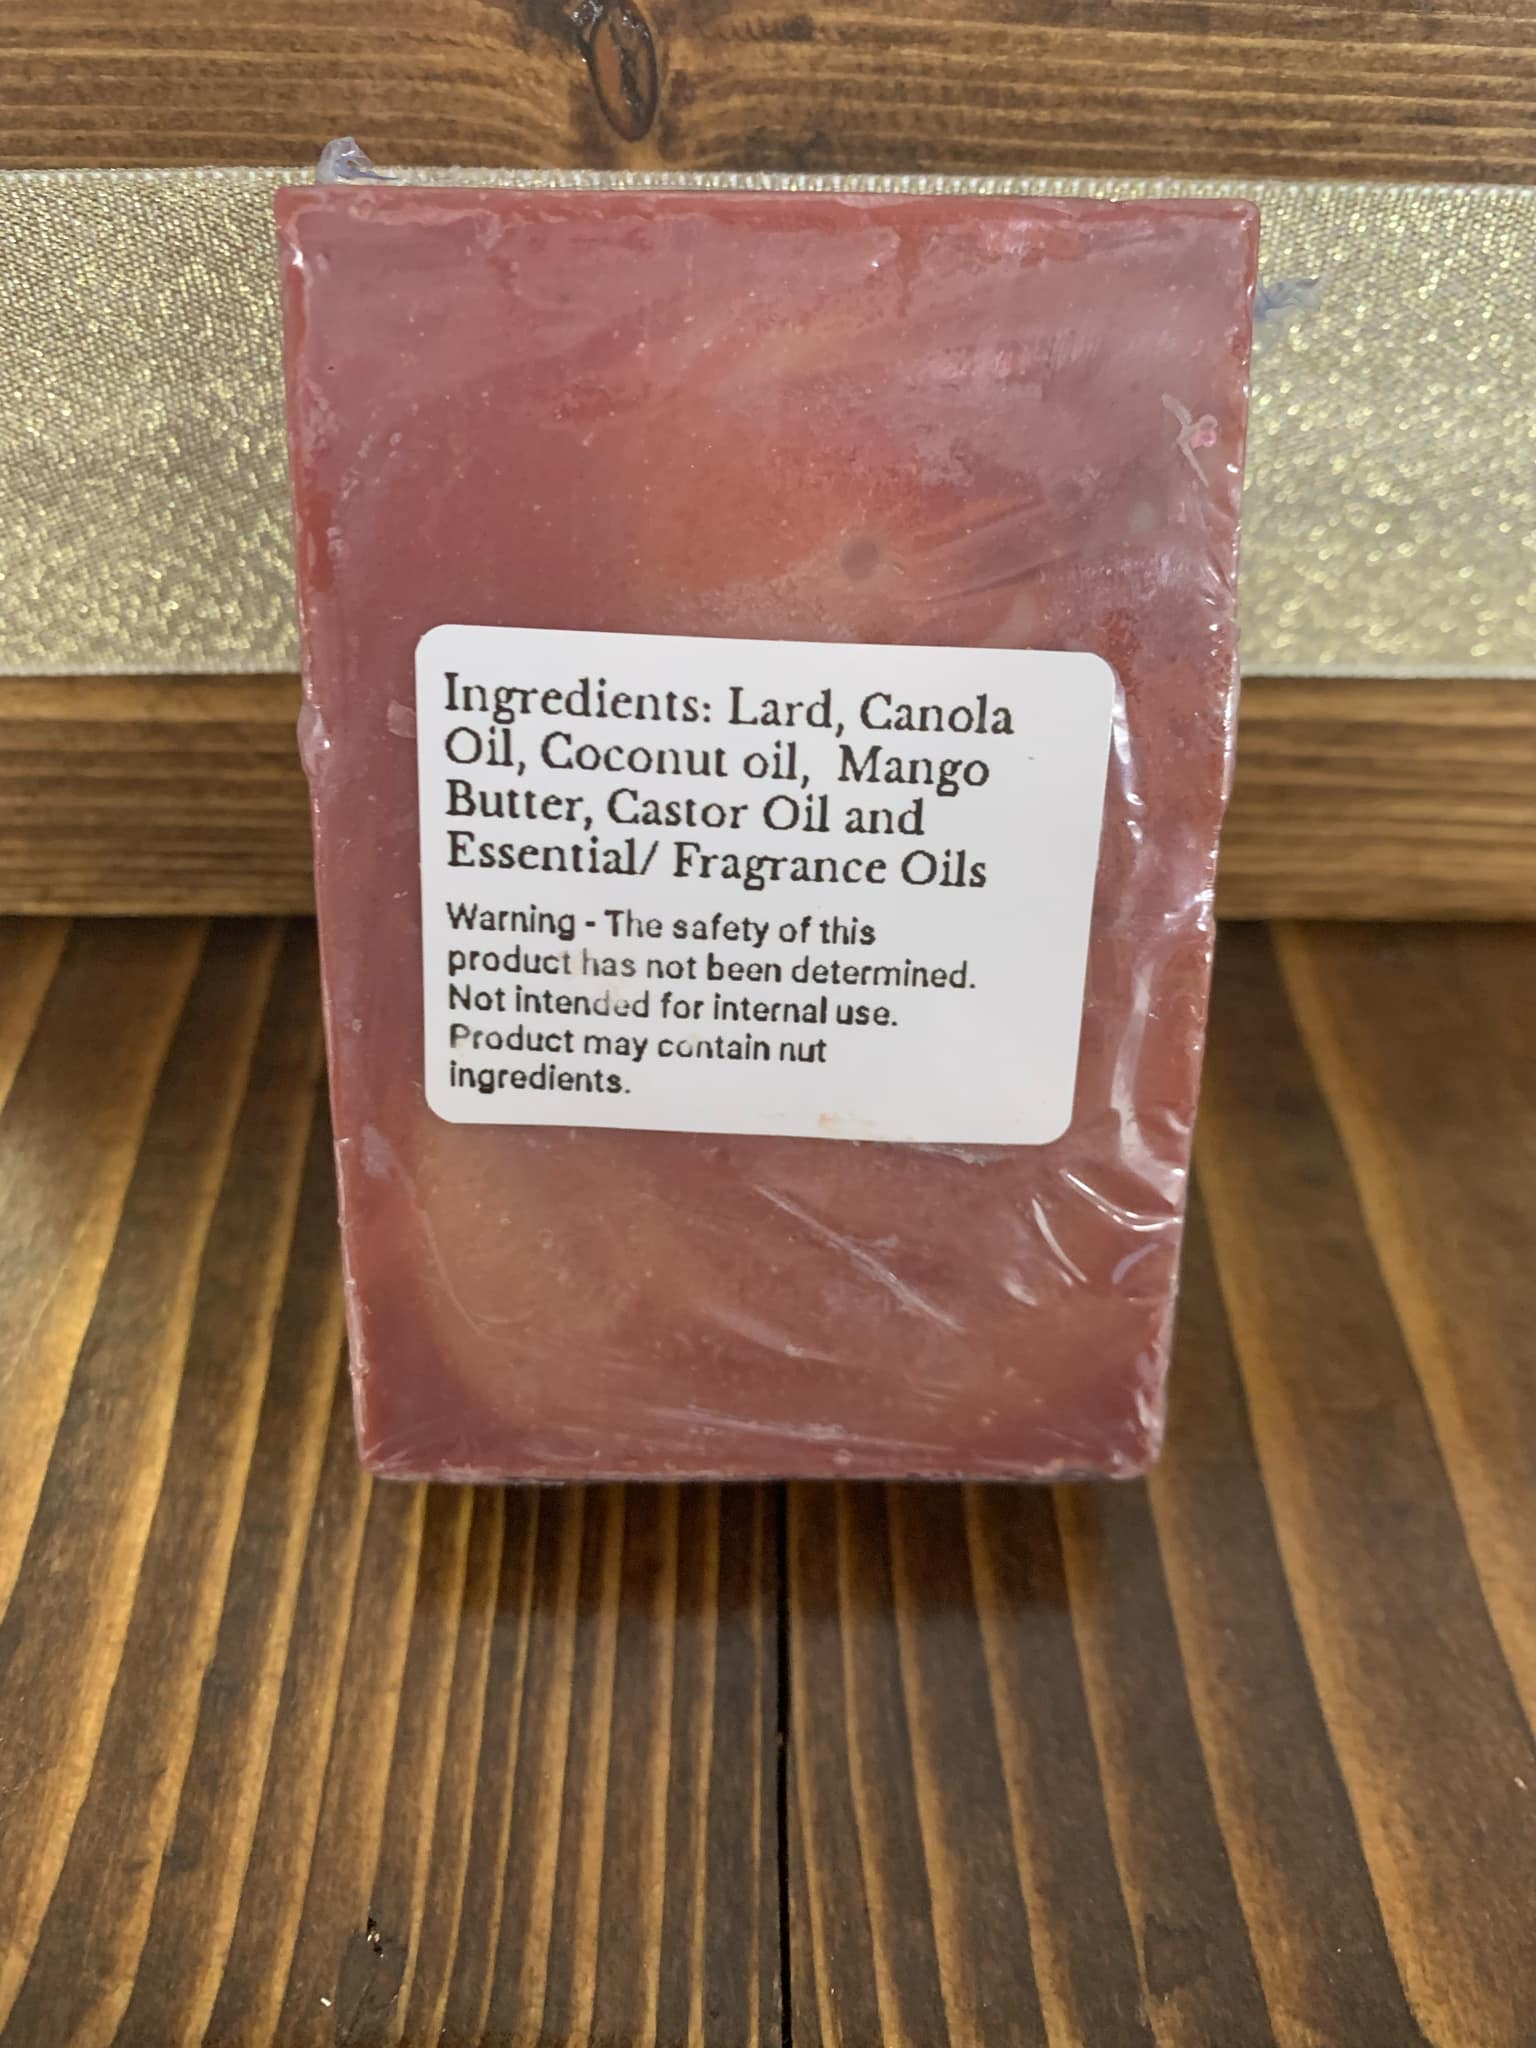 Ingredients: Lard, Canola
Oil, Coconut oil, Mango
Butter, Castor Oil and
Essential/ Fragrance Oils
Warning - The safety of this
product has not been determined.
Not intended for internal use.
Product may contain nut
ingredients.